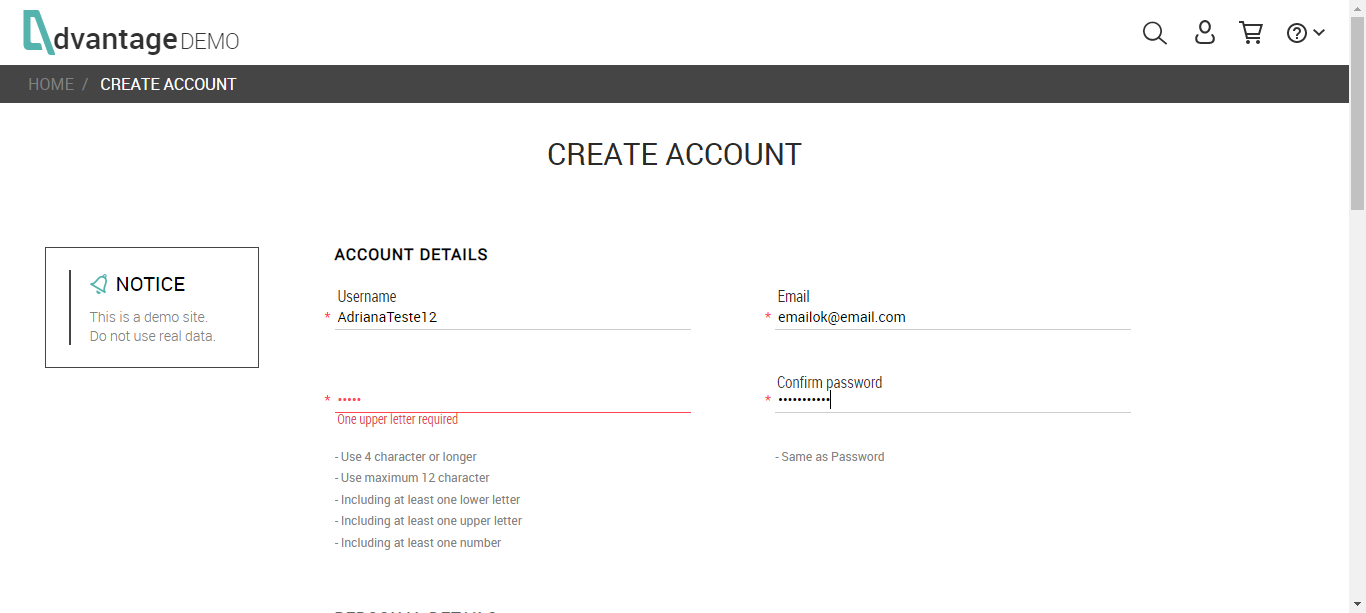 dvantage DEMO
HOME / CREATE ACCOUNT
CREATE ACCOUNT
NOTICE
This is a demo site.
Do not use real data.
ACCOUNT DETAILS
Username
* AdrianaTeste12
Email
* emailok@email.com
* •••••
One upper letter required
- Use 4 character or longer
- Use maximum 12 character
- Including at least one lower letter
- Including at least one upper letter
- Including at least one number
Confirm password
* •••••••••••
- Same as Password
PERSONAL DETAILS